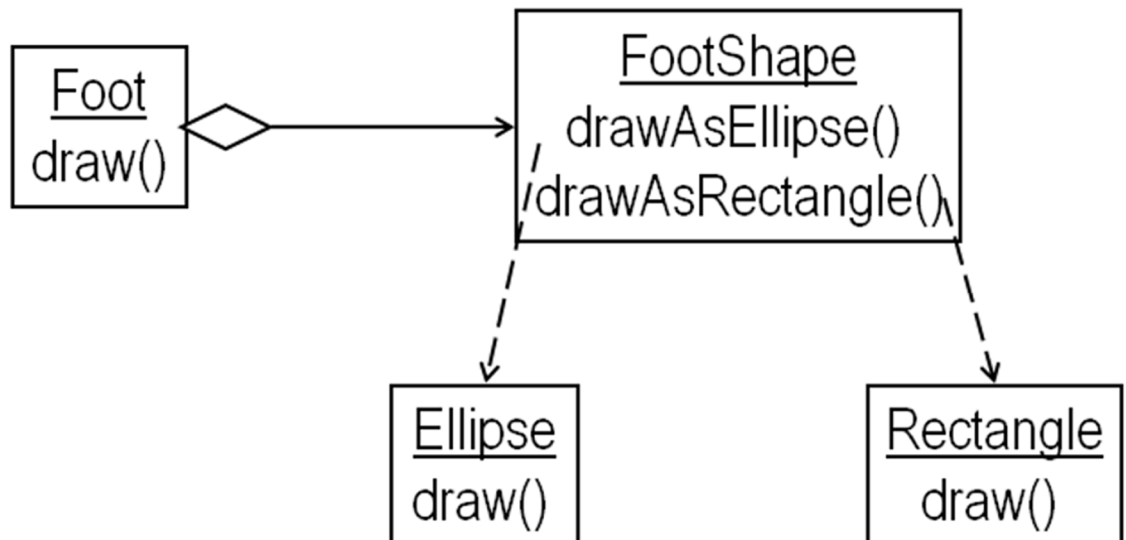 Foot
draw()
FootShape
drawAsEllipse()
drawAsRectangle()
Ellipse
draw()
Rectangle
draw()